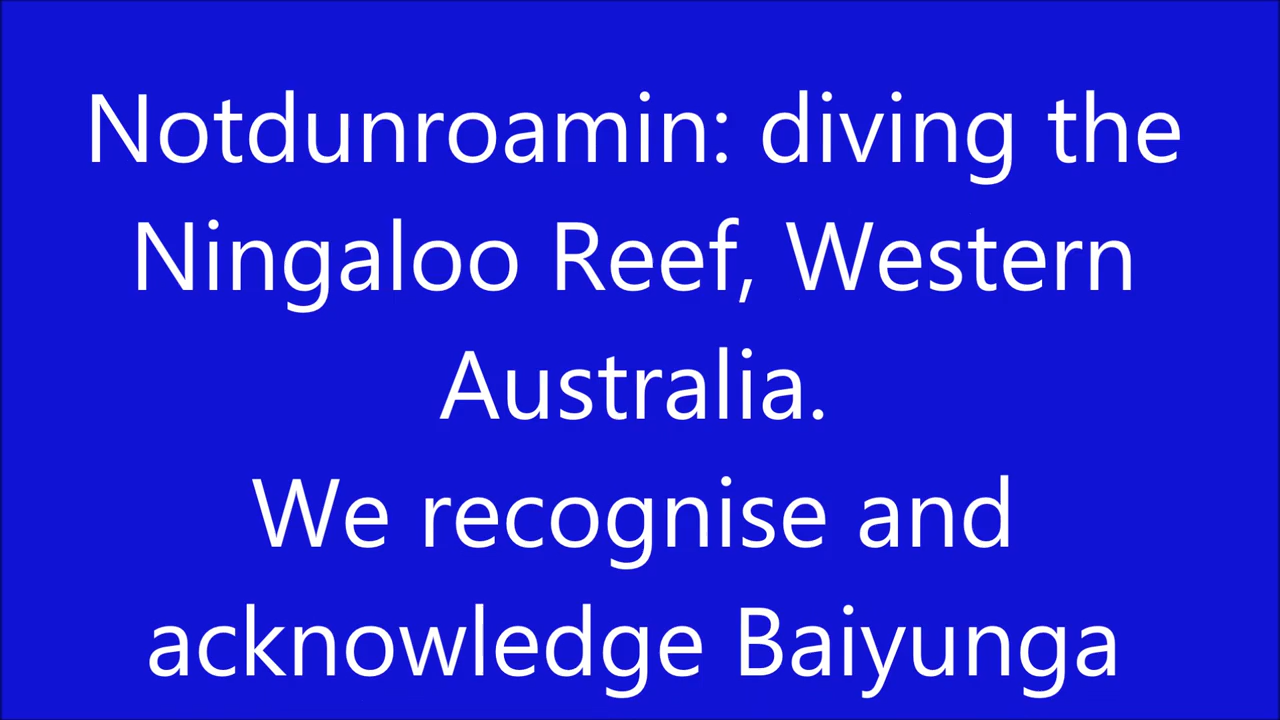 Notdunroamin: diving the
Ningaloo Reef, Western
Australia.
We recognise and
acknowledge Baiyunga